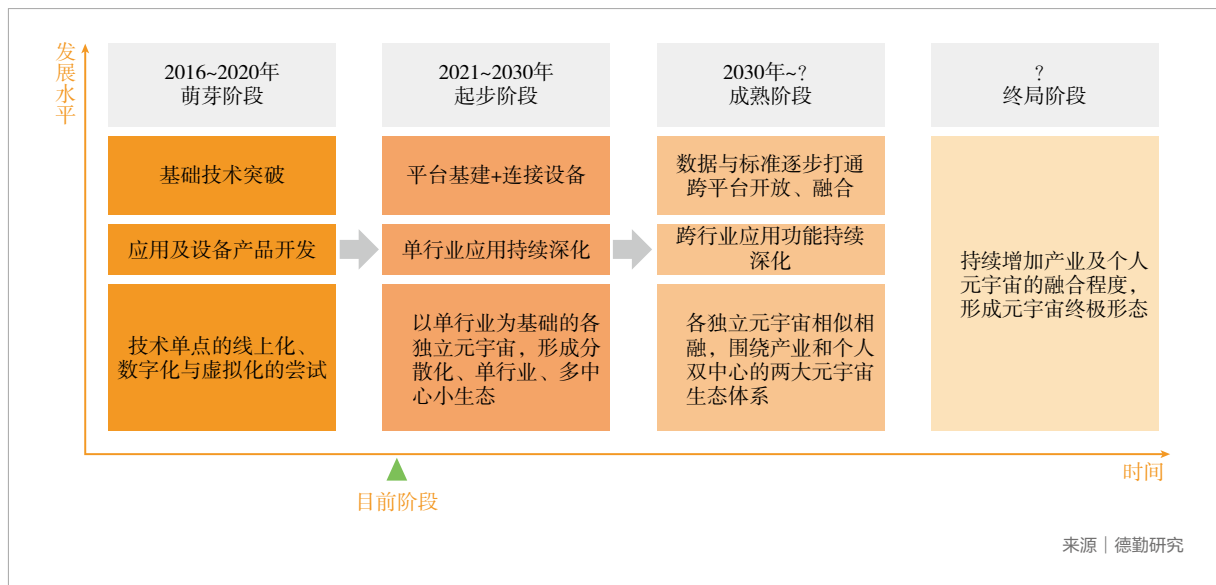 发展水平
2016~2020年
萌芽阶段
基础技术突破
应用及设备产品开发
技术单点的线上化、
数字化与虚拟化的尝试
2021~2030年
起步阶段
平台基建+连接设备
单行业应用持续深化
以单行业为基础的各
独立元宇宙，形成分
散化、单行业、多中
心小生态
2030年~?
成熟阶段
数据与标准逐步打通
跨平台开放、融合
跨行业应用功能持续
深化
各独立元宇宙相似相
融，围绕产业和个人
双中心的两大元宇宙
生态体系
?
终局阶段
持续增加产业及个人
元宇宙的融合程度，
形成元宇宙终极形态
时间
目前阶段
来源｜德勤研究